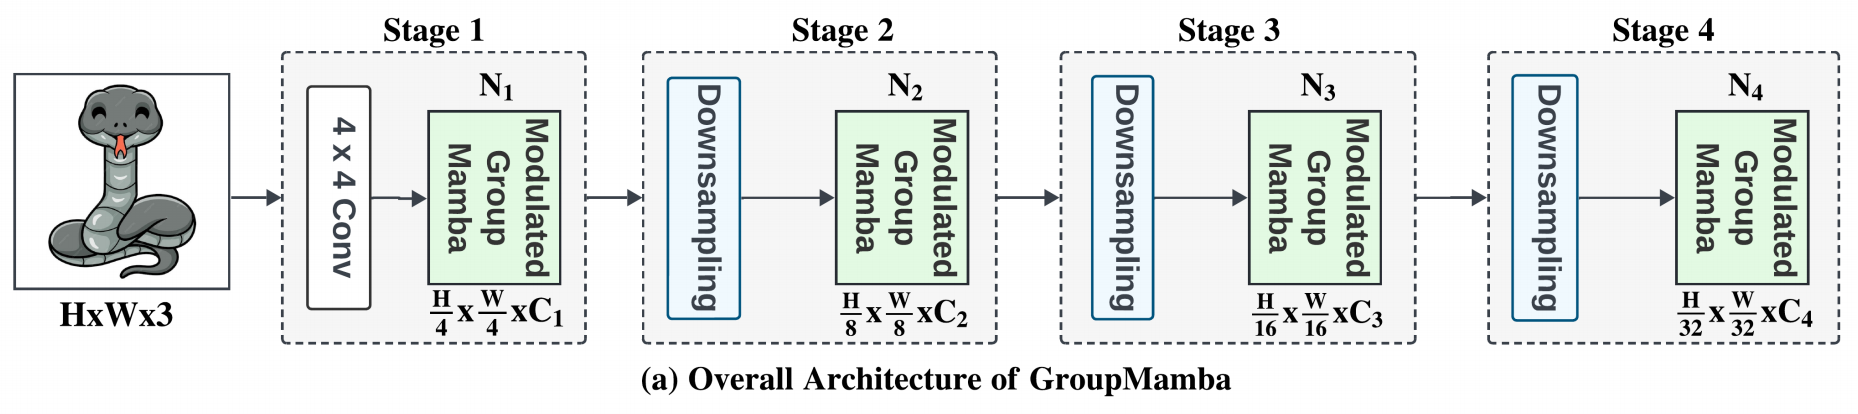 Stage 1
Stage 2
Stage 3
Stage 4
HxWx3
4 x 4 Conv
N₁
Modulated
Group
Mamba
H/4 x W/4 xC₁
Downsampling
N₂
Modulated
Group
Mamba
H/8 x W/8 xC₂
Downsampling
N₃
Modulated
Group
Mamba
H/16 x W/16 xC₃
Downsampling
N₄
Modulated
Group
Mamba
H/32 x W/32 xC₄
(a) Overall Architecture of GroupMamba